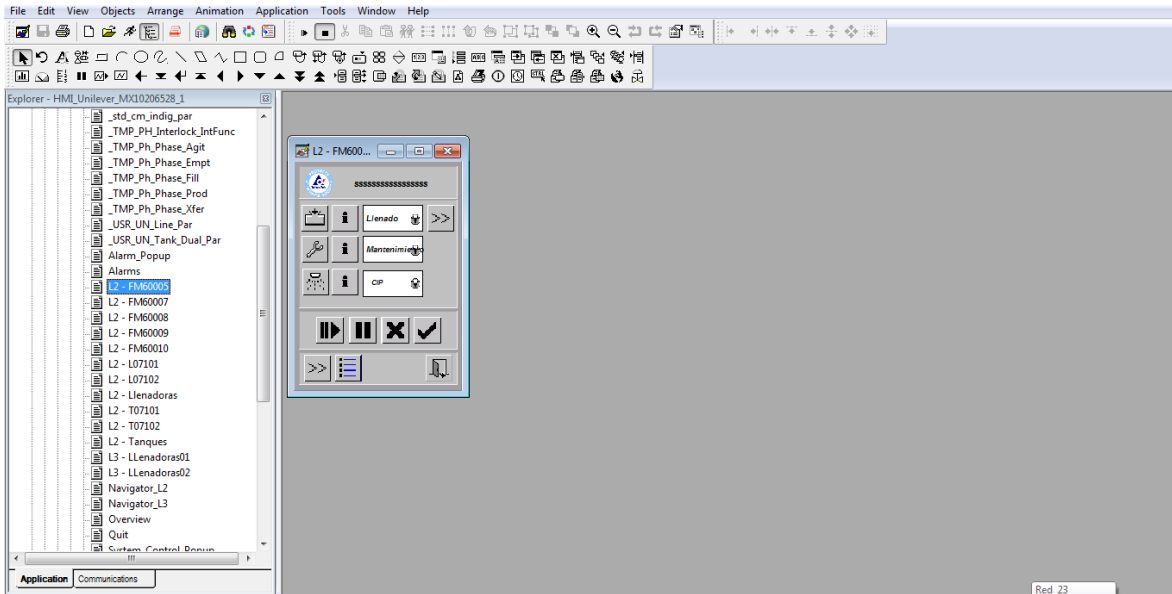 File Edit View Objects Arrange Animation Application Tools Window Help
Explorer - HMI_Unilever_MX10206528_1
_std_cm_indig_par
_TMP_PH_Interlock_IntFunc
_TMP_Ph_Phase_Agit
_TMP_Ph_Phase_Empt
_TMP_Ph_Phase_Fill
_TMP_Ph_Phase_Prod
_TMP_Ph_Phase_Xfer
_USR_UN_Line_Par
_USR_UN_Tank_Dual_Par
Alarm_Popup
Alarms
L2 - FM60005
L2 - FM60007
L2 - FM60008
L2 - FM60009
L2 - FM60010
L2 - L07101
L2 - L07102
L2 - Llenadoras
L2 - T07101
L2 - T07102
L2 - Tanques
L3 - LLenadoras01
L3 - LLenadoras02
Navigator_L2
Navigator_L3
Overview
Quit
System_Control_Popup
Application Communications
L2 - FM600...
sssssssssssssssss
i Llenado >>
i Mantenimiento
i CIP
>>
Red_23